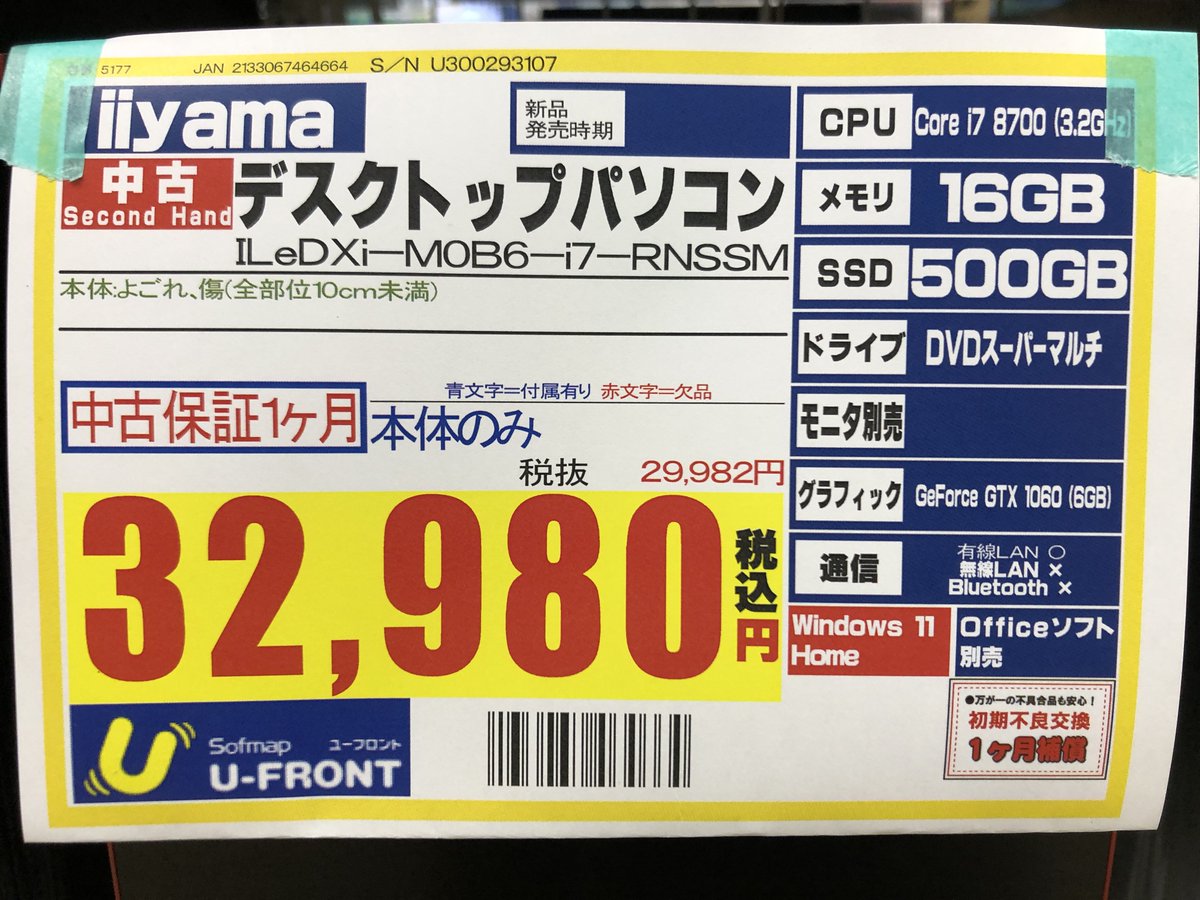 5177 JAN 2133067464664 S/N U300293107
iiyama
新品
発売時期
中古
Second Hand
デスクトップパソコン
ILeDXi-M0B6-i7-RNSSM
本体:よごれ、傷(全部位10cm未満)
青文字=付属有り 赤文字=欠品
中古保証1ヶ月
本体のみ
税抜 29,982円
32,980
税込円
Sofmap ユーフロント
U-FRONT
CPU Core i7 8700 (3.2GHz)
メモリ 16GB
SSD 500GB
ドライブ DVDスーパーマルチ
モニタ別売
グラフィック GeForce GTX 1060 (6GB)
通信
有線LAN ○
無線LAN ×
Bluetooth ×
Windows 11
Home
Officeソフト
別売
●万が一の不具合品も安心!
初期不良交換
1ヶ月補償